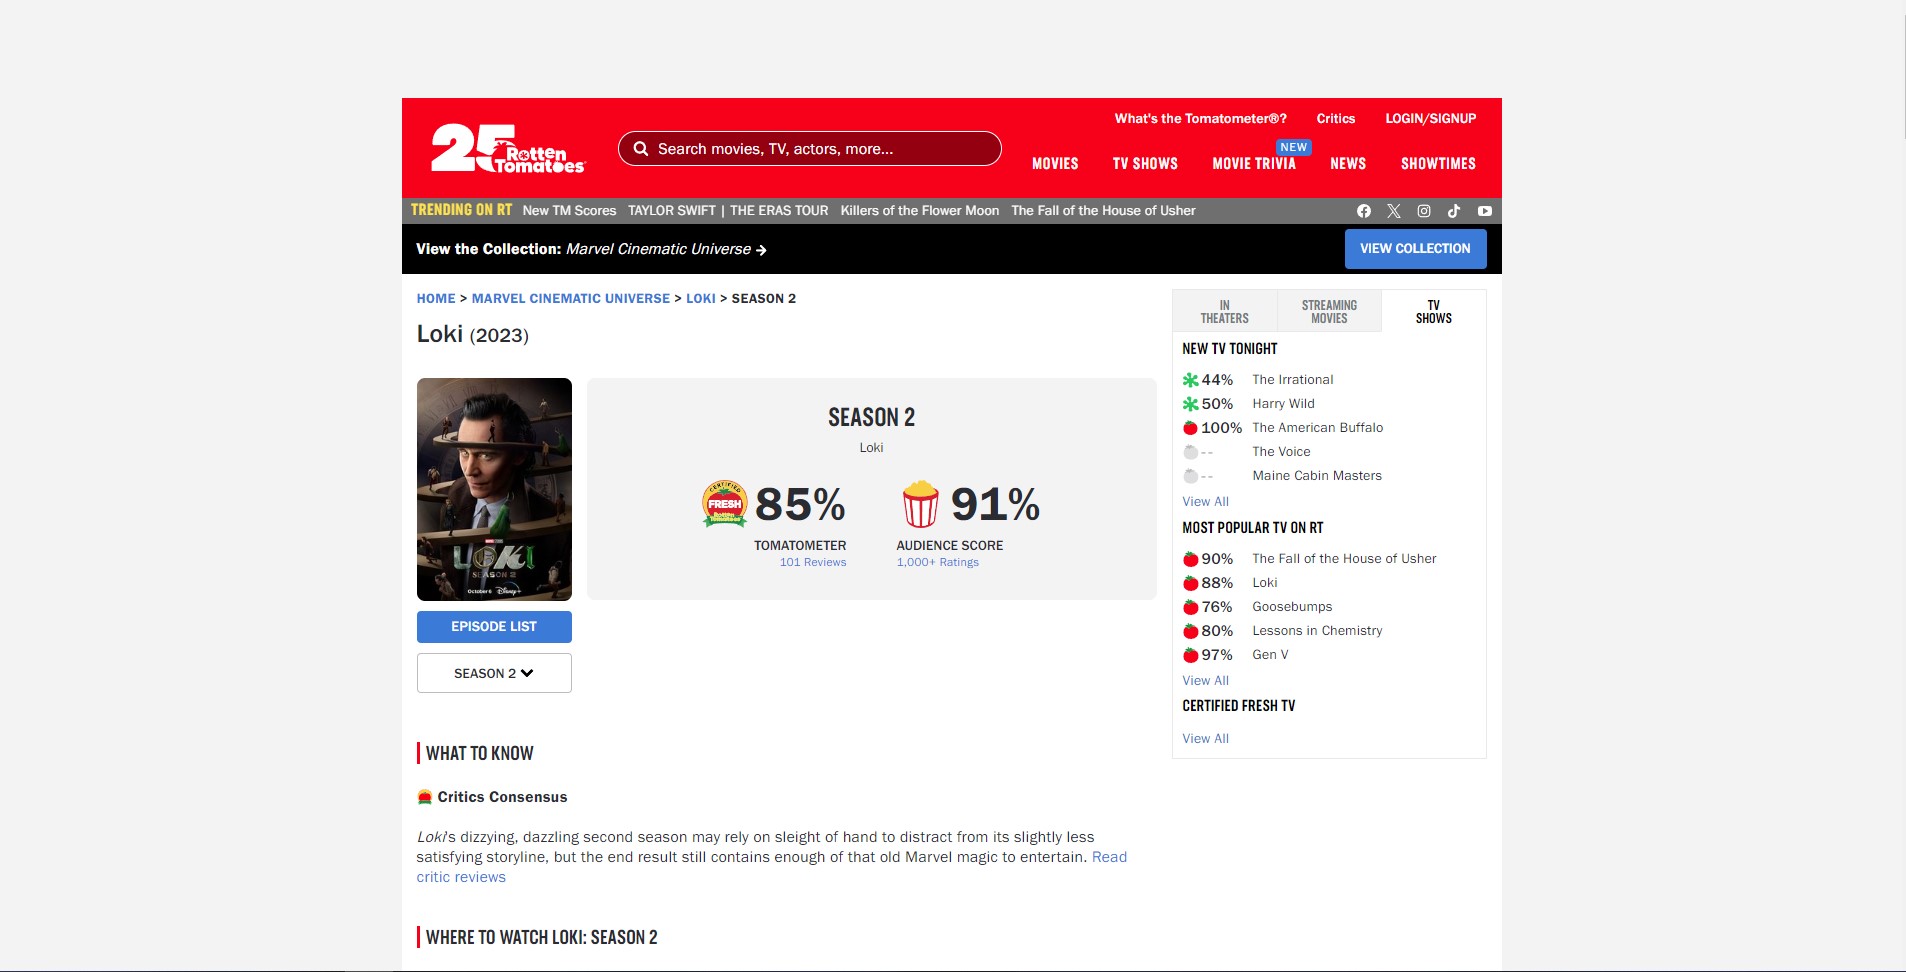 What's the Tomatometer®?
Critics
LOGIN/SIGNUP
25 Rotten Tomatoes
Search movies, TV, actors, more...
MOVIES
TV SHOWS
MOVIE TRIVIA
NEW
NEWS
SHOWTIMES
TRENDING ON RT
New TM Scores
TAYLOR SWIFT | THE ERAS TOUR
Killers of the Flower Moon
The Fall of the House of Usher
View the Collection: Marvel Cinematic Universe
VIEW COLLECTION
HOME > MARVEL CINEMATIC UNIVERSE > LOKI > SEASON 2
Loki (2023)
LOKI
SEASON 2
October 6 Disney+
EPISODE LIST
SEASON 2
SEASON 2
Loki
CERTIFIED FRESH
Rotten Tomatoes
85%
TOMATOMETER
101 Reviews
91%
AUDIENCE SCORE
1,000+ Ratings
WHAT TO KNOW
Critics Consensus
Loki's dizzying, dazzling second season may rely on sleight of hand to distract from its slightly less
satisfying storyline, but the end result still contains enough of that old Marvel magic to entertain. Read
critic reviews
WHERE TO WATCH LOKI: SEASON 2
IN THEATERS
STREAMING MOVIES
TV SHOWS
NEW TV TONIGHT
44% The Irrational
50% Harry Wild
100% The American Buffalo
-- The Voice
-- Maine Cabin Masters
View All
MOST POPULAR TV ON RT
90% The Fall of the House of Usher
88% Loki
76% Goosebumps
80% Lessons in Chemistry
97% Gen V
View All
CERTIFIED FRESH TV
View All